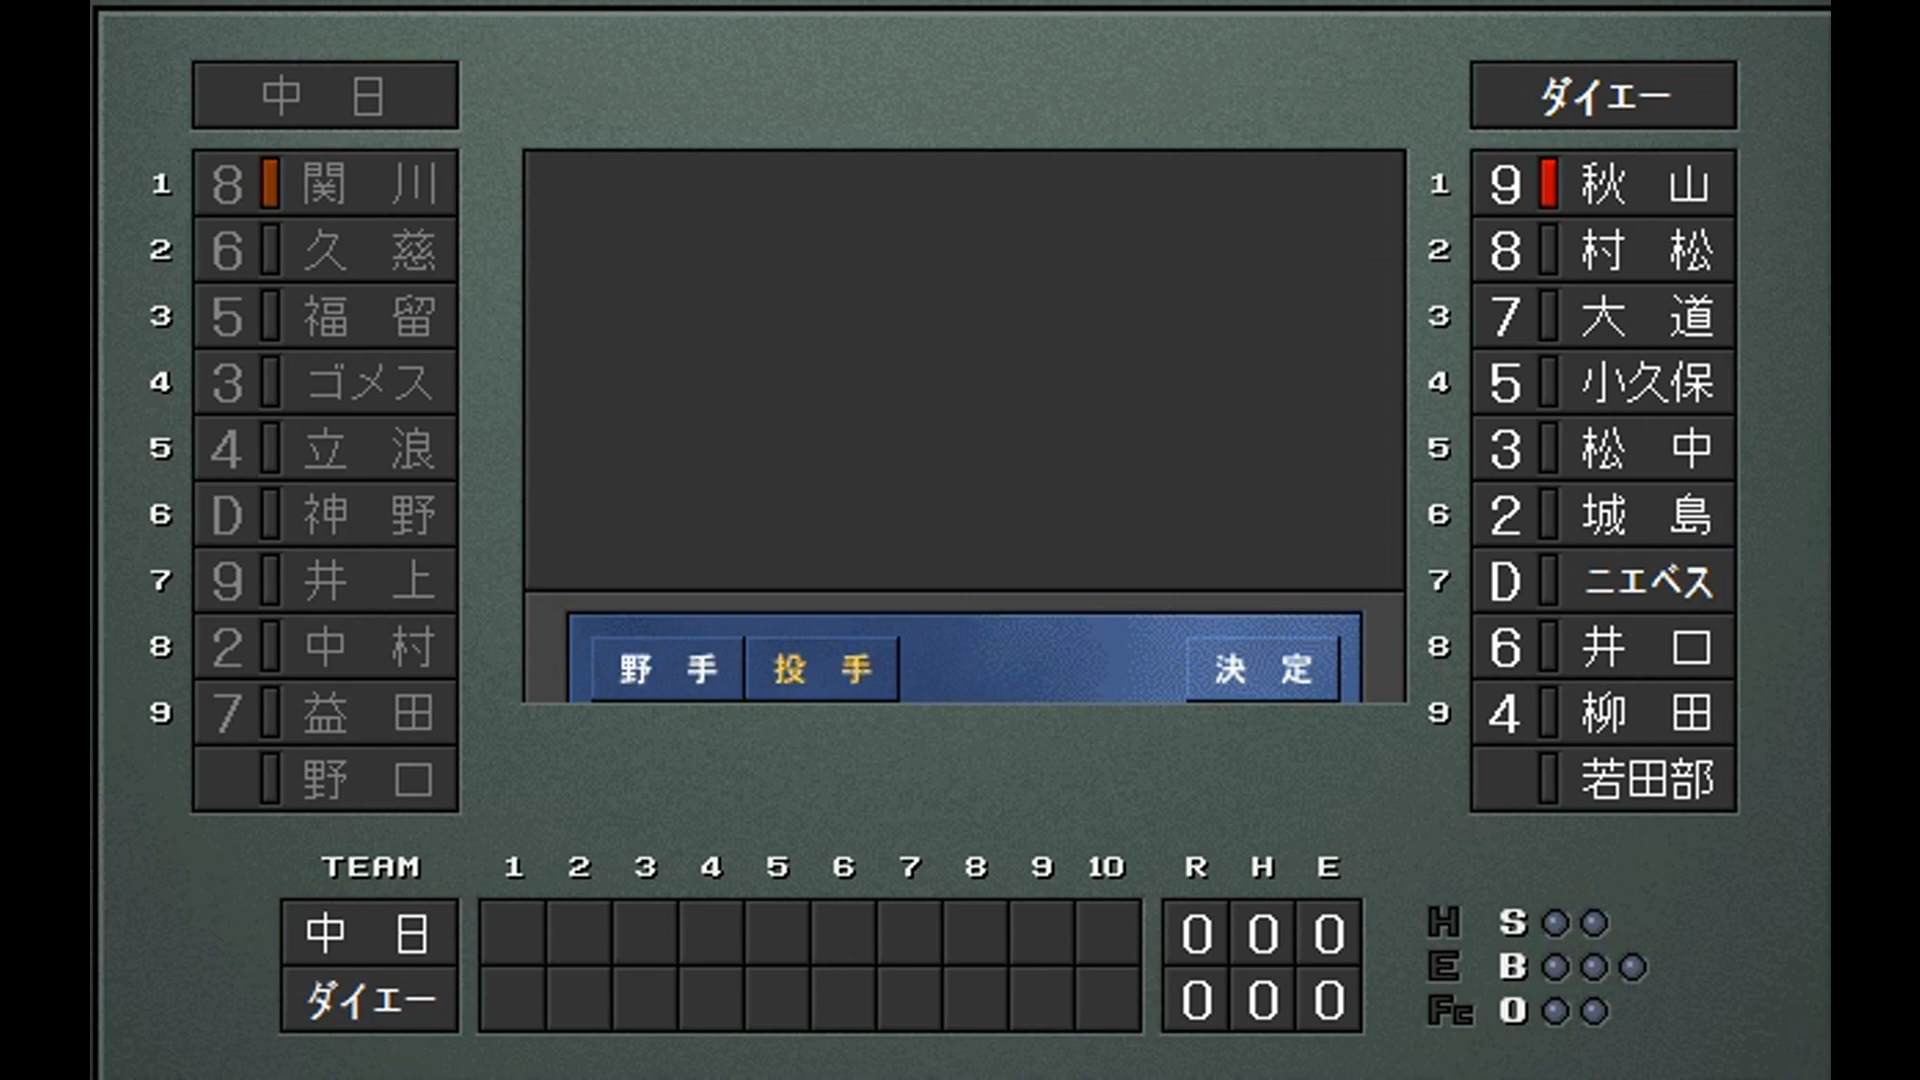 中日
ダイエー
1 8 関川
2 6 久慈
3 5 福留
4 3 ゴメス
5 4 立浪
6 D 神野
7 9 井上
8 2 中村
9 7 益田
野口
野手 投手 決定
1 9 秋山
2 8 村松
3 7 大道
4 5 小久保
5 3 松中
6 2 城島
7 D ニエベス
8 6 井口
9 4 柳田
若田部
TEAM 1 2 3 4 5 6 7 8 9 10 R H E
中日 0 0 0
ダイエー 0 0 0
H S
E B
Fc O